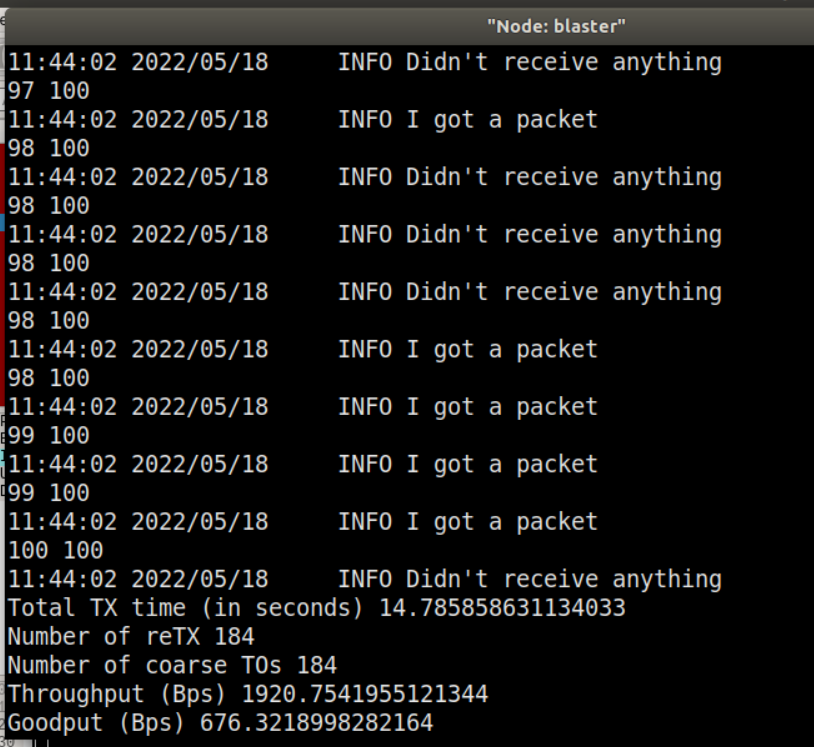 "Node: blaster"
11:44:02 2022/05/18     INFO Didn't receive anything
97 100
11:44:02 2022/05/18     INFO I got a packet
98 100
11:44:02 2022/05/18     INFO Didn't receive anything
98 100
11:44:02 2022/05/18     INFO Didn't receive anything
98 100
11:44:02 2022/05/18     INFO Didn't receive anything
98 100
11:44:02 2022/05/18     INFO I got a packet
98 100
11:44:02 2022/05/18     INFO I got a packet
99 100
11:44:02 2022/05/18     INFO I got a packet
99 100
11:44:02 2022/05/18     INFO I got a packet
100 100
11:44:02 2022/05/18     INFO Didn't receive anything
Total TX time (in seconds) 14.785858631134033
Number of reTX 184
Number of coarse TOs 184
Throughput (Bps) 1920.7541955121344
Goodput (Bps) 676.3218998282164